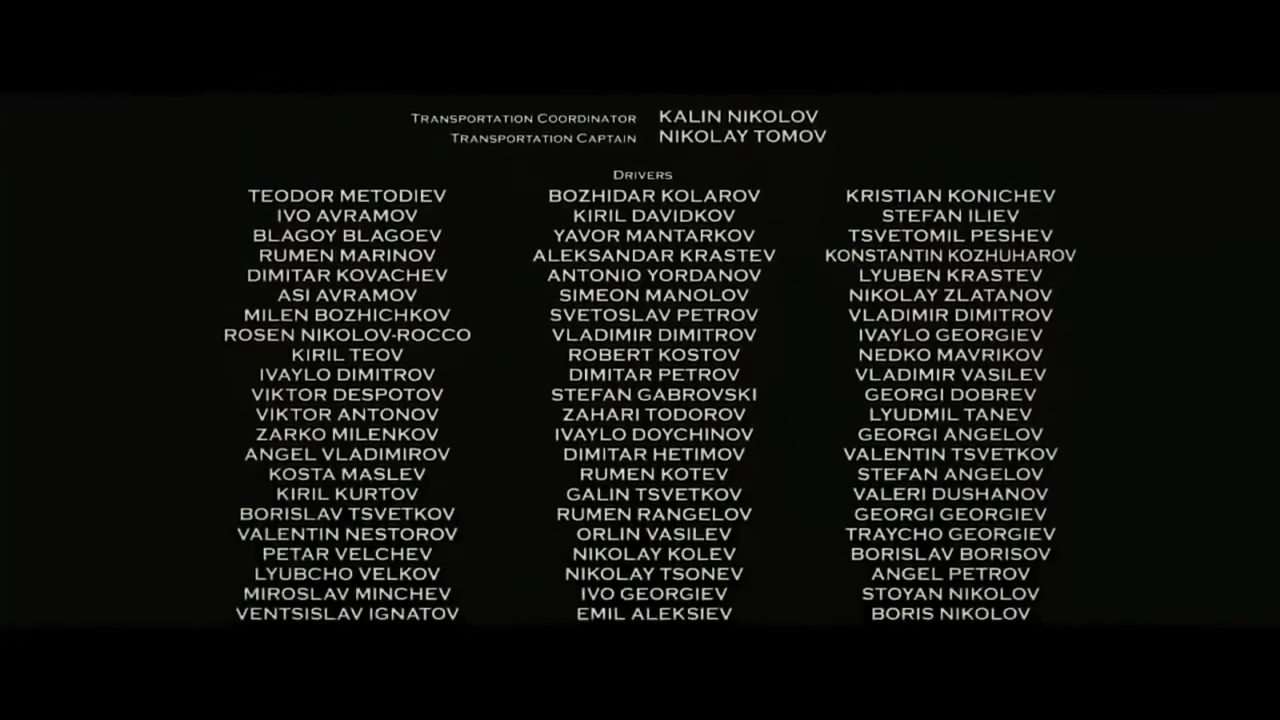 TRANSPORTATION COORDINATOR KALIN NIKOLOV
TRANSPORTATION CAPTAIN NIKOLAY TOMOV
DRIVERS
TEODOR METODIEV BOZHIDAR KOLAROV KRISTIAN KONICHEV
IVO AVRAMOV KIRIL DAVIDKOV STEFAN ILIEV
BLAGOY BLAGOEV YAVOR MANTARKOV TSVETOMIL PESHEV
RUMEN MARINOV ALEKSANDAR KRASTEV KONSTANTIN KOZHUHAROV
DIMITAR KOVACHEV ANTONIO YORDANOV LYUBEN KRASTEV
ASI AVRAMOV SIMEON MANOLOV NIKOLAY ZLATANOV
MILEN BOZHICHKOV SVETOSLAV PETROV VLADIMIR DIMITROV
ROSEN NIKOLOV-ROCCO VLADIMIR DIMITROV IVAYLO GEORGIEV
KIRIL TEOV ROBERT KOSTOV NEDKO MAVRIKOV
IVAYLO DIMITROV DIMITAR PETROV VLADIMIR VASILEV
VIKTOR DESPOTOV STEFAN GABROVSKI GEORGI DOBREV
VIKTOR ANTONOV ZAHARI TODOROV LYUDMIL TANEV
ZARKO MILENKOV IVAYLO DOYCHINOV GEORGI ANGELOV
ANGEL VLADIMIROV DIMITAR HETIMOV VALENTIN TSVETKOV
KOSTA MASLEV RUMEN KOTEV STEFAN ANGELOV
KIRIL KURTOV GALIN TSVETKOV VALERI DUSHANOV
BORISLAV TSVETKOV RUMEN RANGELOV GEORGI GEORGIEV
VALENTIN NESTOROV ORLIN VASILEV TRAYCHO GEORGIEV
PETAR VELCHEV NIKOLAY KOLEV BORISLAV BORISOV
LYUBCHO VELKOV NIKOLAY TSONEV ANGEL PETROV
MIROSLAV MINCHEV IVO GEORGIEV STOYAN NIKOLOV
VENTSISLAV IGNATOV EMIL ALEKSIEV BORIS NIKOLOV